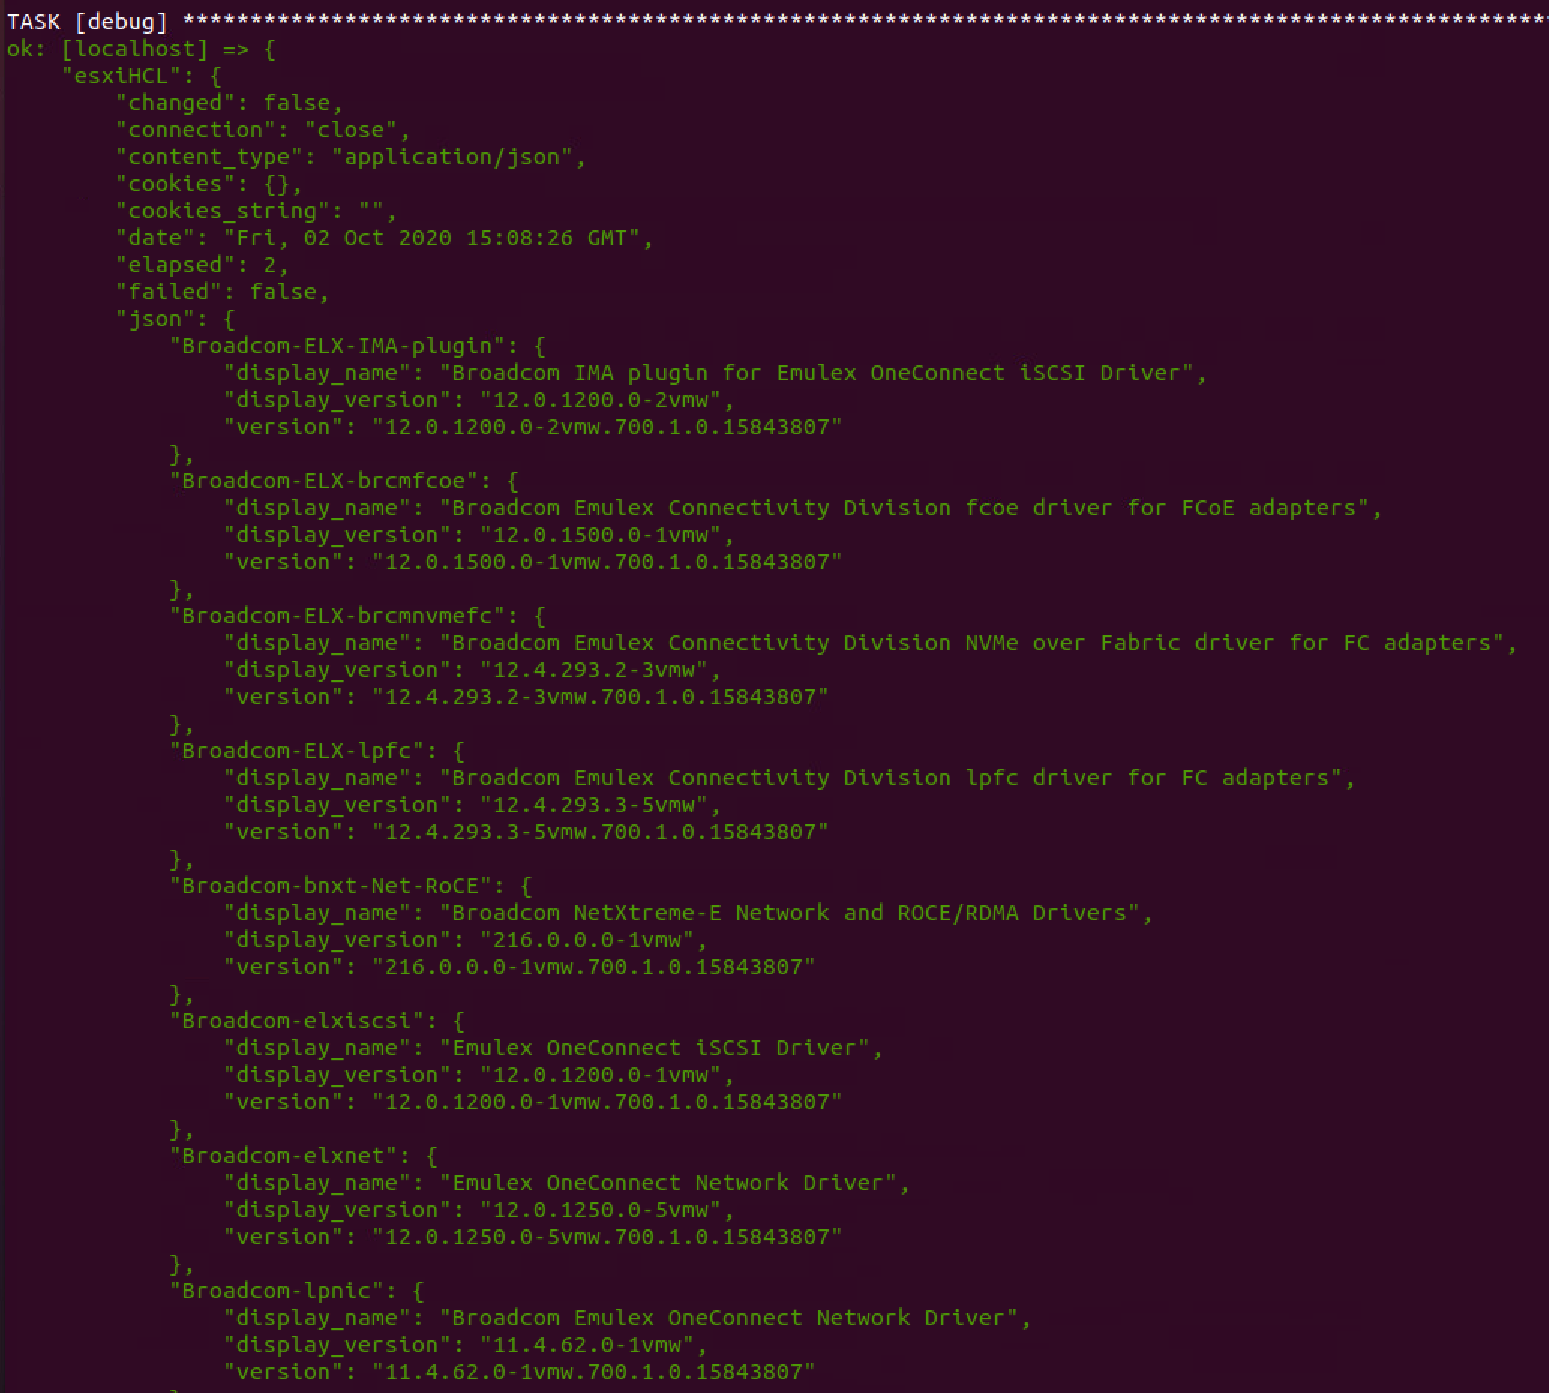 TASK [debug] *****************************************************************************************************
ok: [localhost] => {
    "esxiHCL": {
        "changed": false,
        "connection": "close",
        "content_type": "application/json",
        "cookies": {},
        "cookies_string": "",
        "date": "Fri, 02 Oct 2020 15:08:26 GMT",
        "elapsed": 2,
        "failed": false,
        "json": {
            "Broadcom-ELX-IMA-plugin": {
                "display_name": "Broadcom IMA plugin for Emulex OneConnect iSCSI Driver",
                "display_version": "12.0.1200.0-2vmw",
                "version": "12.0.1200.0-2vmw.700.1.0.15843807"
            },
            "Broadcom-ELX-brcmfcoe": {
                "display_name": "Broadcom Emulex Connectivity Division fcoe driver for FCoE adapters",
                "display_version": "12.0.1500.0-1vmw",
                "version": "12.0.1500.0-1vmw.700.1.0.15843807"
            },
            "Broadcom-ELX-brcmnvmefc": {
                "display_name": "Broadcom Emulex Connectivity Division NVMe over Fabric driver for FC adapters",
                "display_version": "12.4.293.2-3vmw",
                "version": "12.4.293.2-3vmw.700.1.0.15843807"
            },
            "Broadcom-ELX-lpfc": {
                "display_name": "Broadcom Emulex Connectivity Division lpfc driver for FC adapters",
                "display_version": "12.4.293.3-5vmw",
                "version": "12.4.293.3-5vmw.700.1.0.15843807"
            },
            "Broadcom-bnxt-Net-RoCE": {
                "display_name": "Broadcom NetXtreme-E Network and ROCE/RDMA Drivers",
                "display_version": "216.0.0.0-1vmw",
                "version": "216.0.0.0-1vmw.700.1.0.15843807"
            },
            "Broadcom-elxiscsi": {
                "display_name": "Emulex OneConnect iSCSI Driver",
                "display_version": "12.0.1200.0-1vmw",
                "version": "12.0.1200.0-1vmw.700.1.0.15843807"
            },
            "Broadcom-elxnet": {
                "display_name": "Emulex OneConnect Network Driver",
                "display_version": "12.0.1250.0-5vmw",
                "version": "12.0.1250.0-5vmw.700.1.0.15843807"
            },
            "Broadcom-lpnic": {
                "display_name": "Broadcom Emulex OneConnect Network Driver",
                "display_version": "11.4.62.0-1vmw",
                "version": "11.4.62.0-1vmw.700.1.0.15843807"